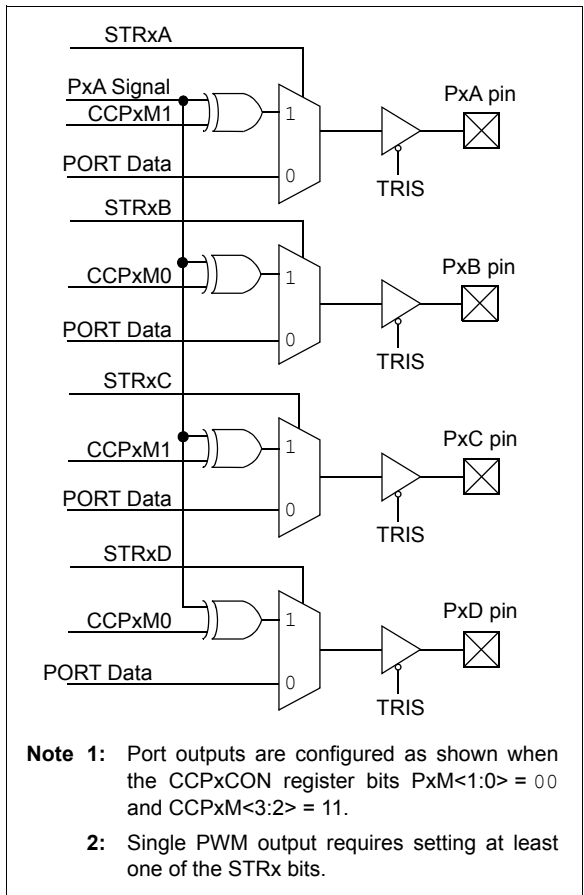 STRxA
PxA Signal
CCPxM1
1
PxA pin
PORT Data
0
TRIS
STRxB
CCPxM0
1
PxB pin
PORT Data
0
TRIS
STRxC
CCPxM1
1
PxC pin
PORT Data
0
TRIS
STRxD
CCPxM0
1
PxD pin
PORT Data
0
TRIS
Note 1: Port outputs are configured as shown when
the CCPxCON register bits PxM<1:0> = 00
and CCPxM<3:2> = 11.
2: Single PWM output requires setting at least
one of the STRx bits.